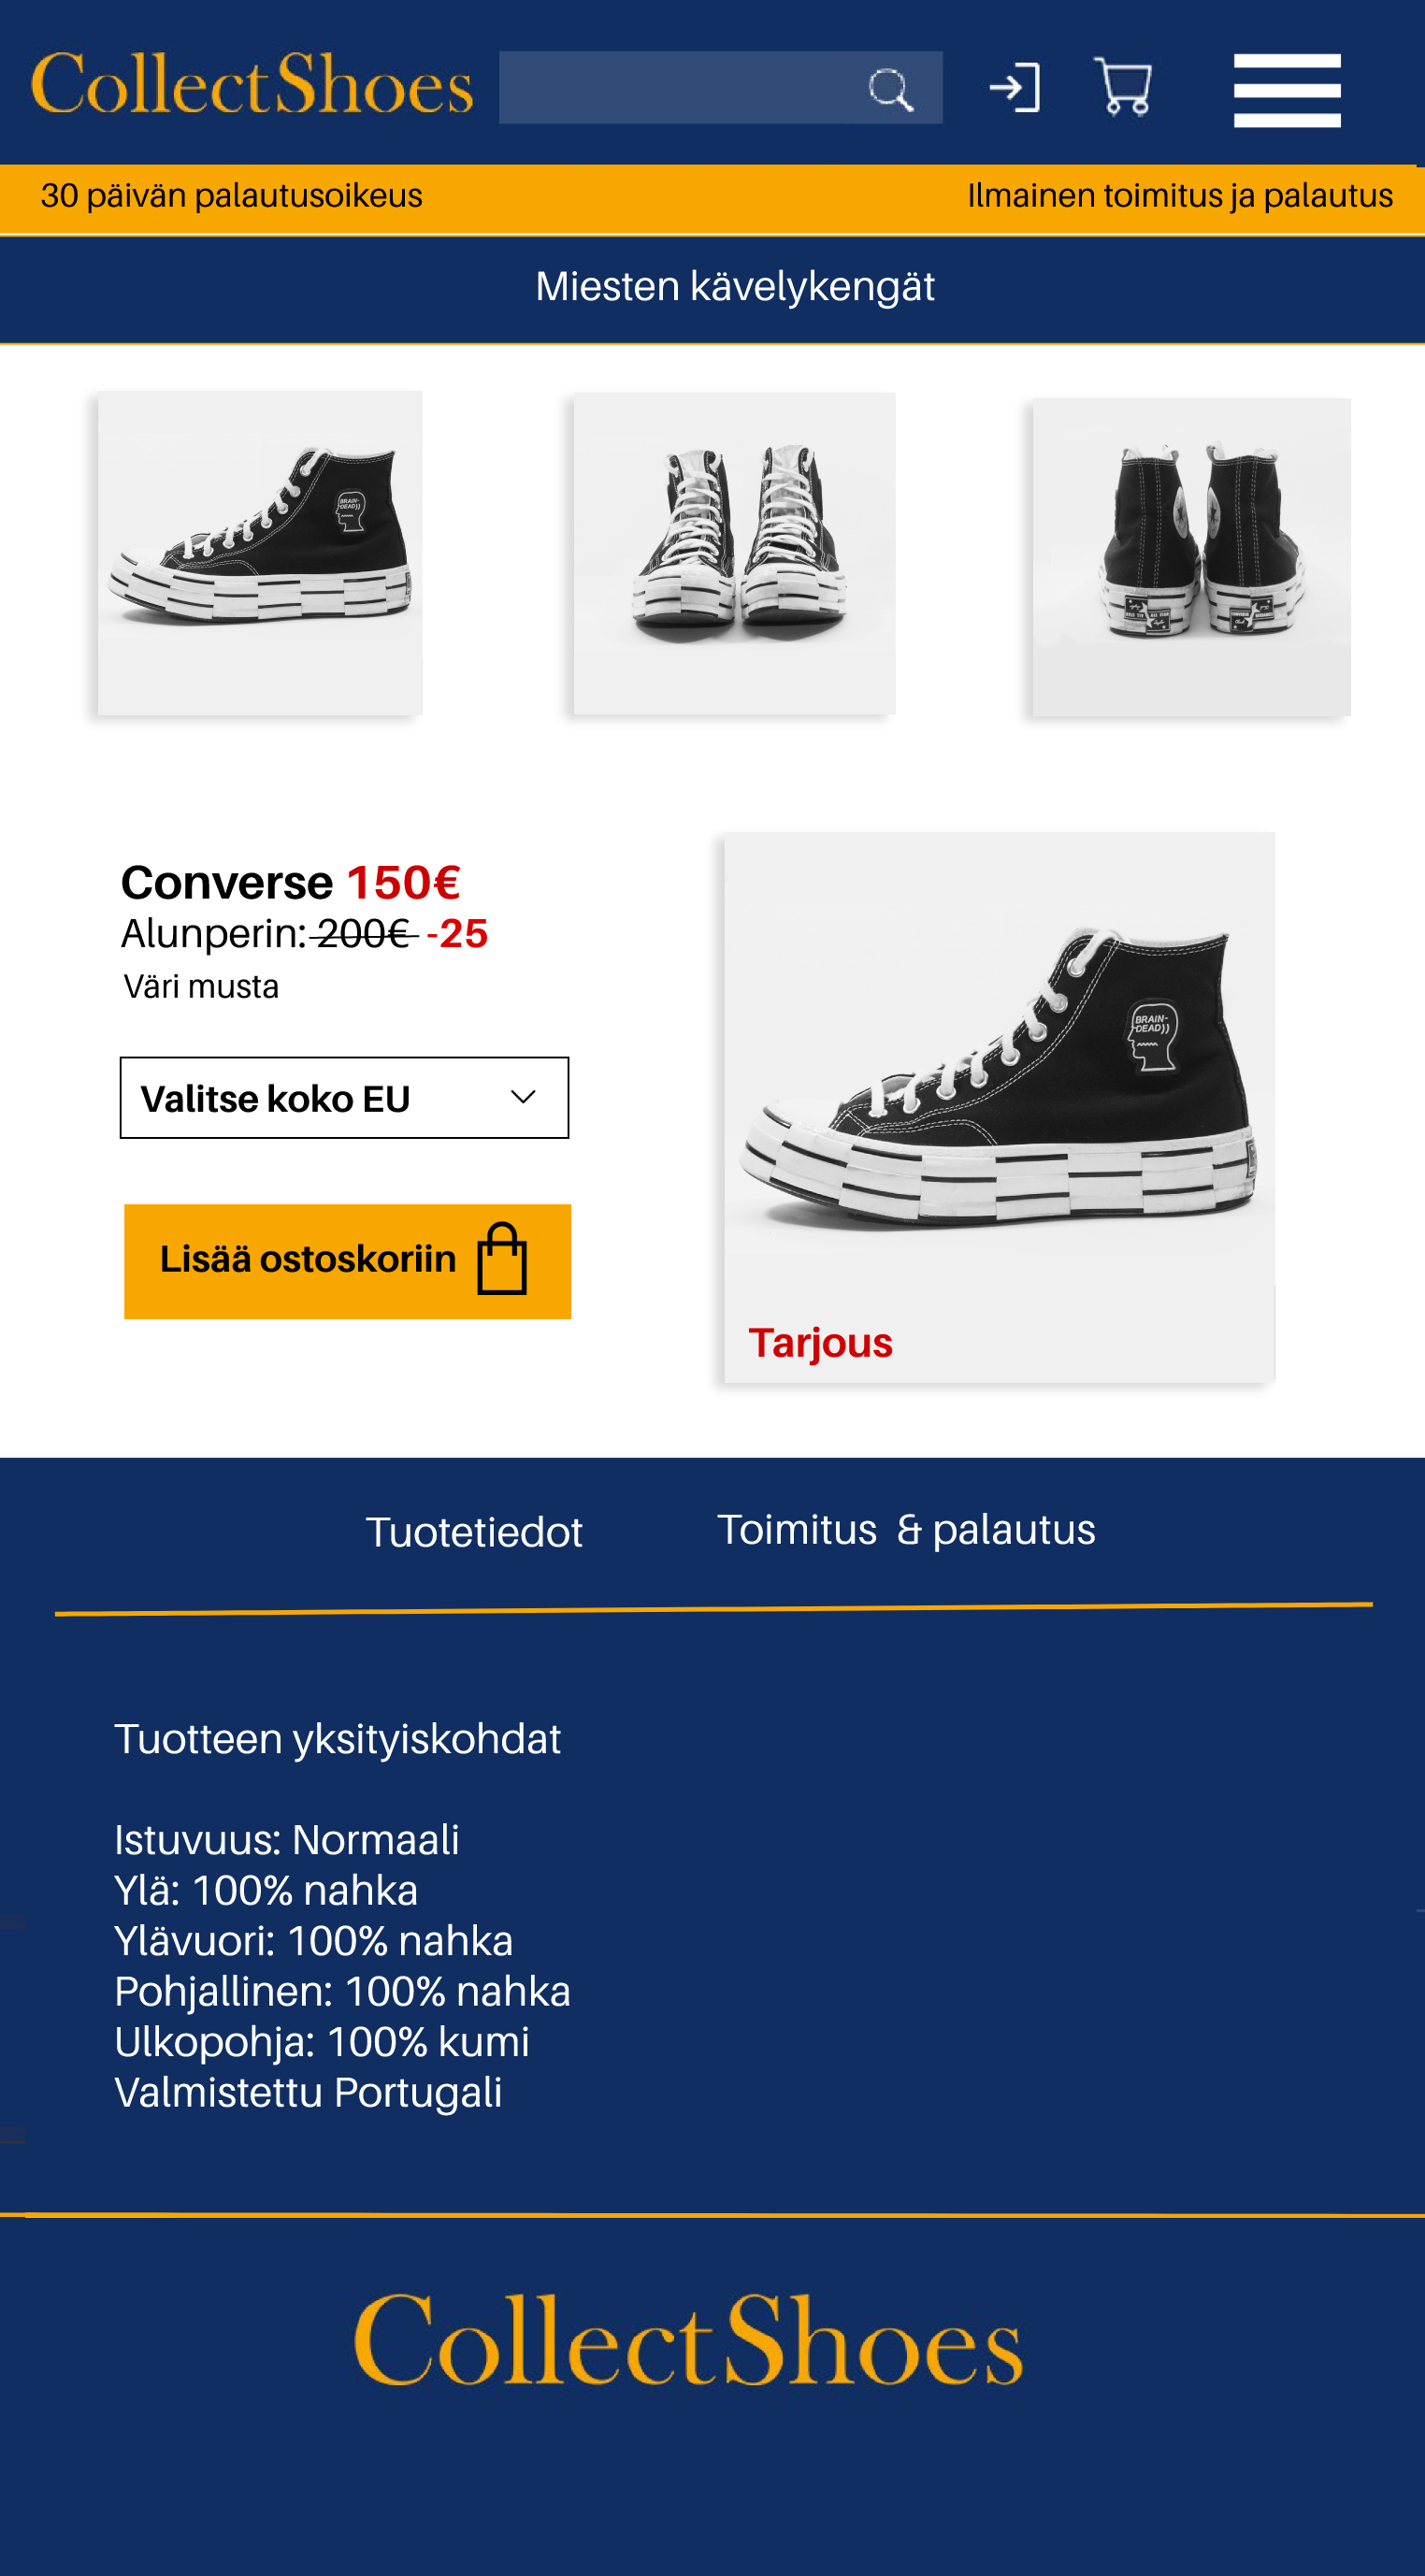 CollectShoes
30 päivän palautusoikeus
Ilmainen toimitus ja palautus
Miesten kävelykengät
BRAIN-
DEAD))
Converse 150€
Alunperin: 200€ -25
Väri musta
Valitse koko EU
Lisää ostoskoriin
BRAIN-
DEAD))
Tarjous
Tuotetiedot
Toimitus & palautus
Tuotteen yksityiskohdat
Istuvuus: Normaali
Ylä: 100% nahka
Ylävuori: 100% nahka
Pohjallinen: 100% nahka
Ulkopohja: 100% kumi
Valmistettu Portugali
CollectShoes